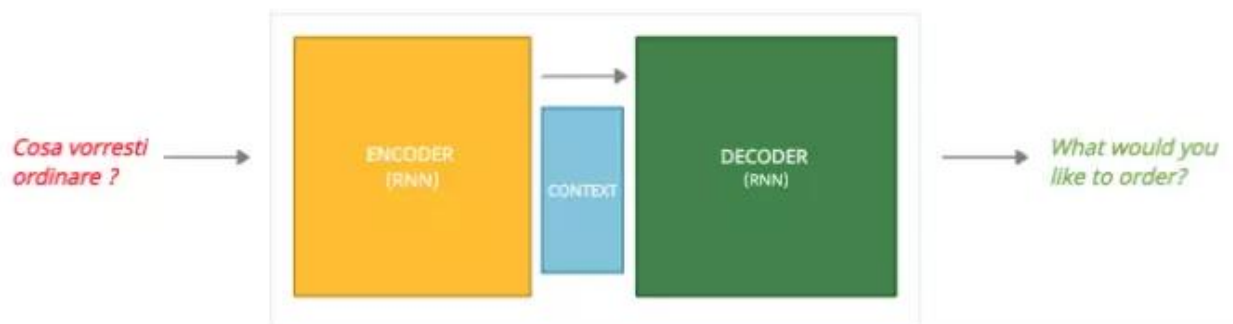 Cosa vorresti
ordinare ?
ENCODER
(RNN)
CONTEXT
DECODER
(RNN)
What would you
like to order?